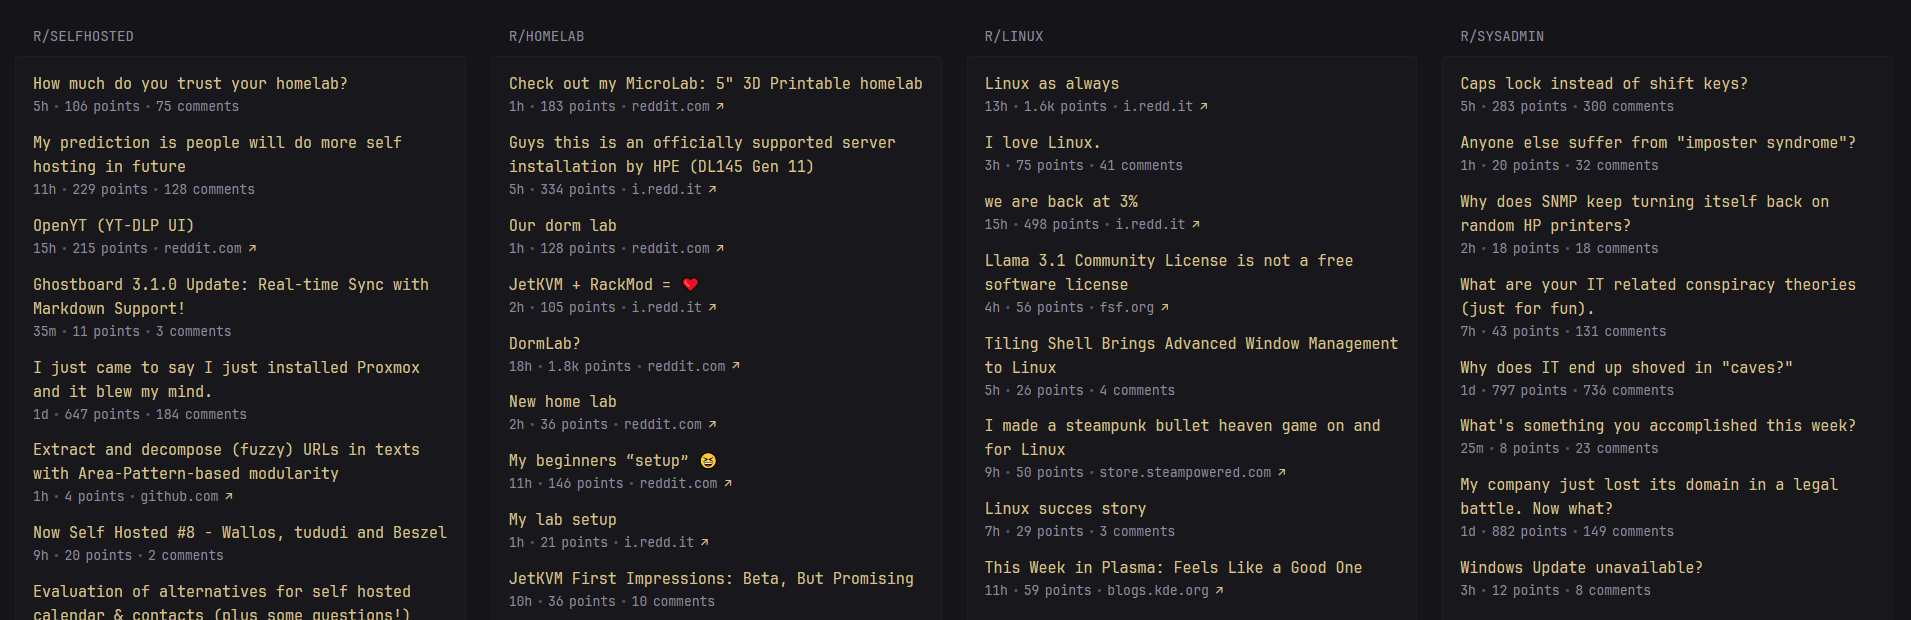 R/SELFHOSTED
How much do you trust your homelab?
5h • 106 points • 75 comments
My prediction is people will do more self
hosting in future
11h • 229 points • 128 comments
OpenYT (YT-DLP UI)
15h • 215 points • reddit.com ↗
Ghostboard 3.1.0 Update: Real-time Sync with
Markdown Support!
35m • 11 points • 3 comments
I just came to say I just installed Proxmox
and it blew my mind.
1d • 647 points • 184 comments
Extract and decompose (fuzzy) URLs in texts
with Area-Pattern-based modularity
1h • 4 points • github.com ↗
Now Self Hosted #8 - Wallos, tududi and Beszel
9h • 20 points • 2 comments
Evaluation of alternatives for self hosted
calendar & contacts (plus some questions!)
R/HOMELAB
Check out my MicroLab: 5" 3D Printable homelab
1h • 183 points • reddit.com ↗
Guys this is an officially supported server
installation by HPE (DL145 Gen 11)
5h • 334 points • i.redd.it ↗
Our dorm lab
1h • 128 points • reddit.com ↗
JetKVM + RackMod = ❤️
2h • 105 points • i.redd.it ↗
DormLab?
18h • 1.8k points • reddit.com ↗
New home lab
2h • 36 points • reddit.com ↗
My beginners “setup” 😆
11h • 146 points • reddit.com ↗
My lab setup
1h • 21 points • i.redd.it ↗
JetKVM First Impressions: Beta, But Promising
10h • 36 points • 10 comments
R/LINUX
Linux as always
13h • 1.6k points • i.redd.it ↗
I love Linux.
3h • 75 points • 41 comments
we are back at 3%
15h • 498 points • i.redd.it ↗
Llama 3.1 Community License is not a free
software license
4h • 56 points • fsf.org ↗
Tiling Shell Brings Advanced Window Management
to Linux
5h • 26 points • 4 comments
I made a steampunk bullet heaven game on and
for Linux
9h • 50 points • store.steampowered.com ↗
Linux succes story
7h • 29 points • 3 comments
This Week in Plasma: Feels Like a Good One
11h • 59 points • blogs.kde.org ↗
R/SYSADMIN
Caps lock instead of shift keys?
5h • 283 points • 300 comments
Anyone else suffer from "imposter syndrome"?
1h • 20 points • 32 comments
Why does SNMP keep turning itself back on
random HP printers?
2h • 18 points • 18 comments
What are your IT related conspiracy theories
(just for fun).
7h • 43 points • 131 comments
Why does IT end up shoved in "caves?"
1d • 797 points • 736 comments
What's something you accomplished this week?
25m • 8 points • 23 comments
My company just lost its domain in a legal
battle. Now what?
1d • 882 points • 149 comments
Windows Update unavailable?
3h • 12 points • 8 comments